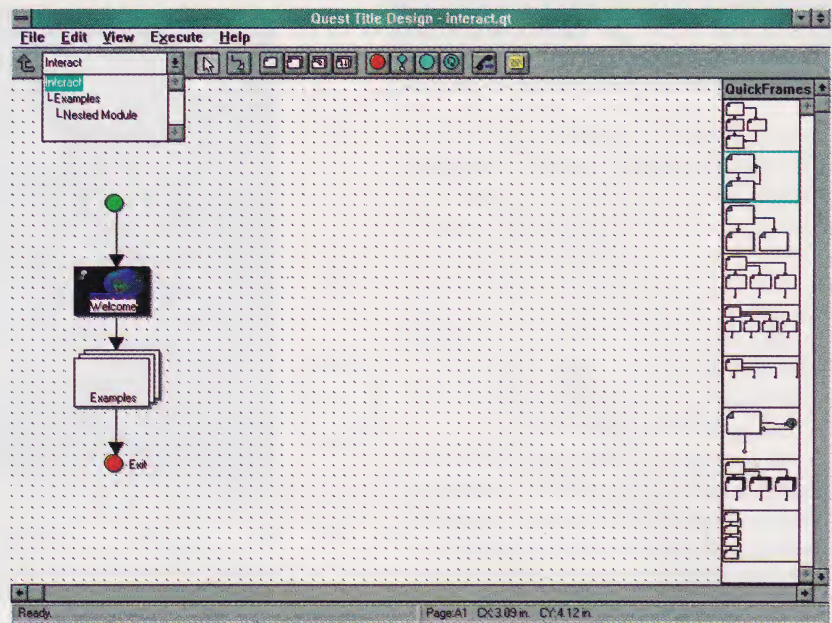 Quest Title Design - Interact.qt
File Edit View Execute Help
Interact
Interact
Examples
Nested Module
QuickFrames
Welcome
Examples
Exit
Ready. Page:A1 CX:3.09 in. CY:4.12 in.